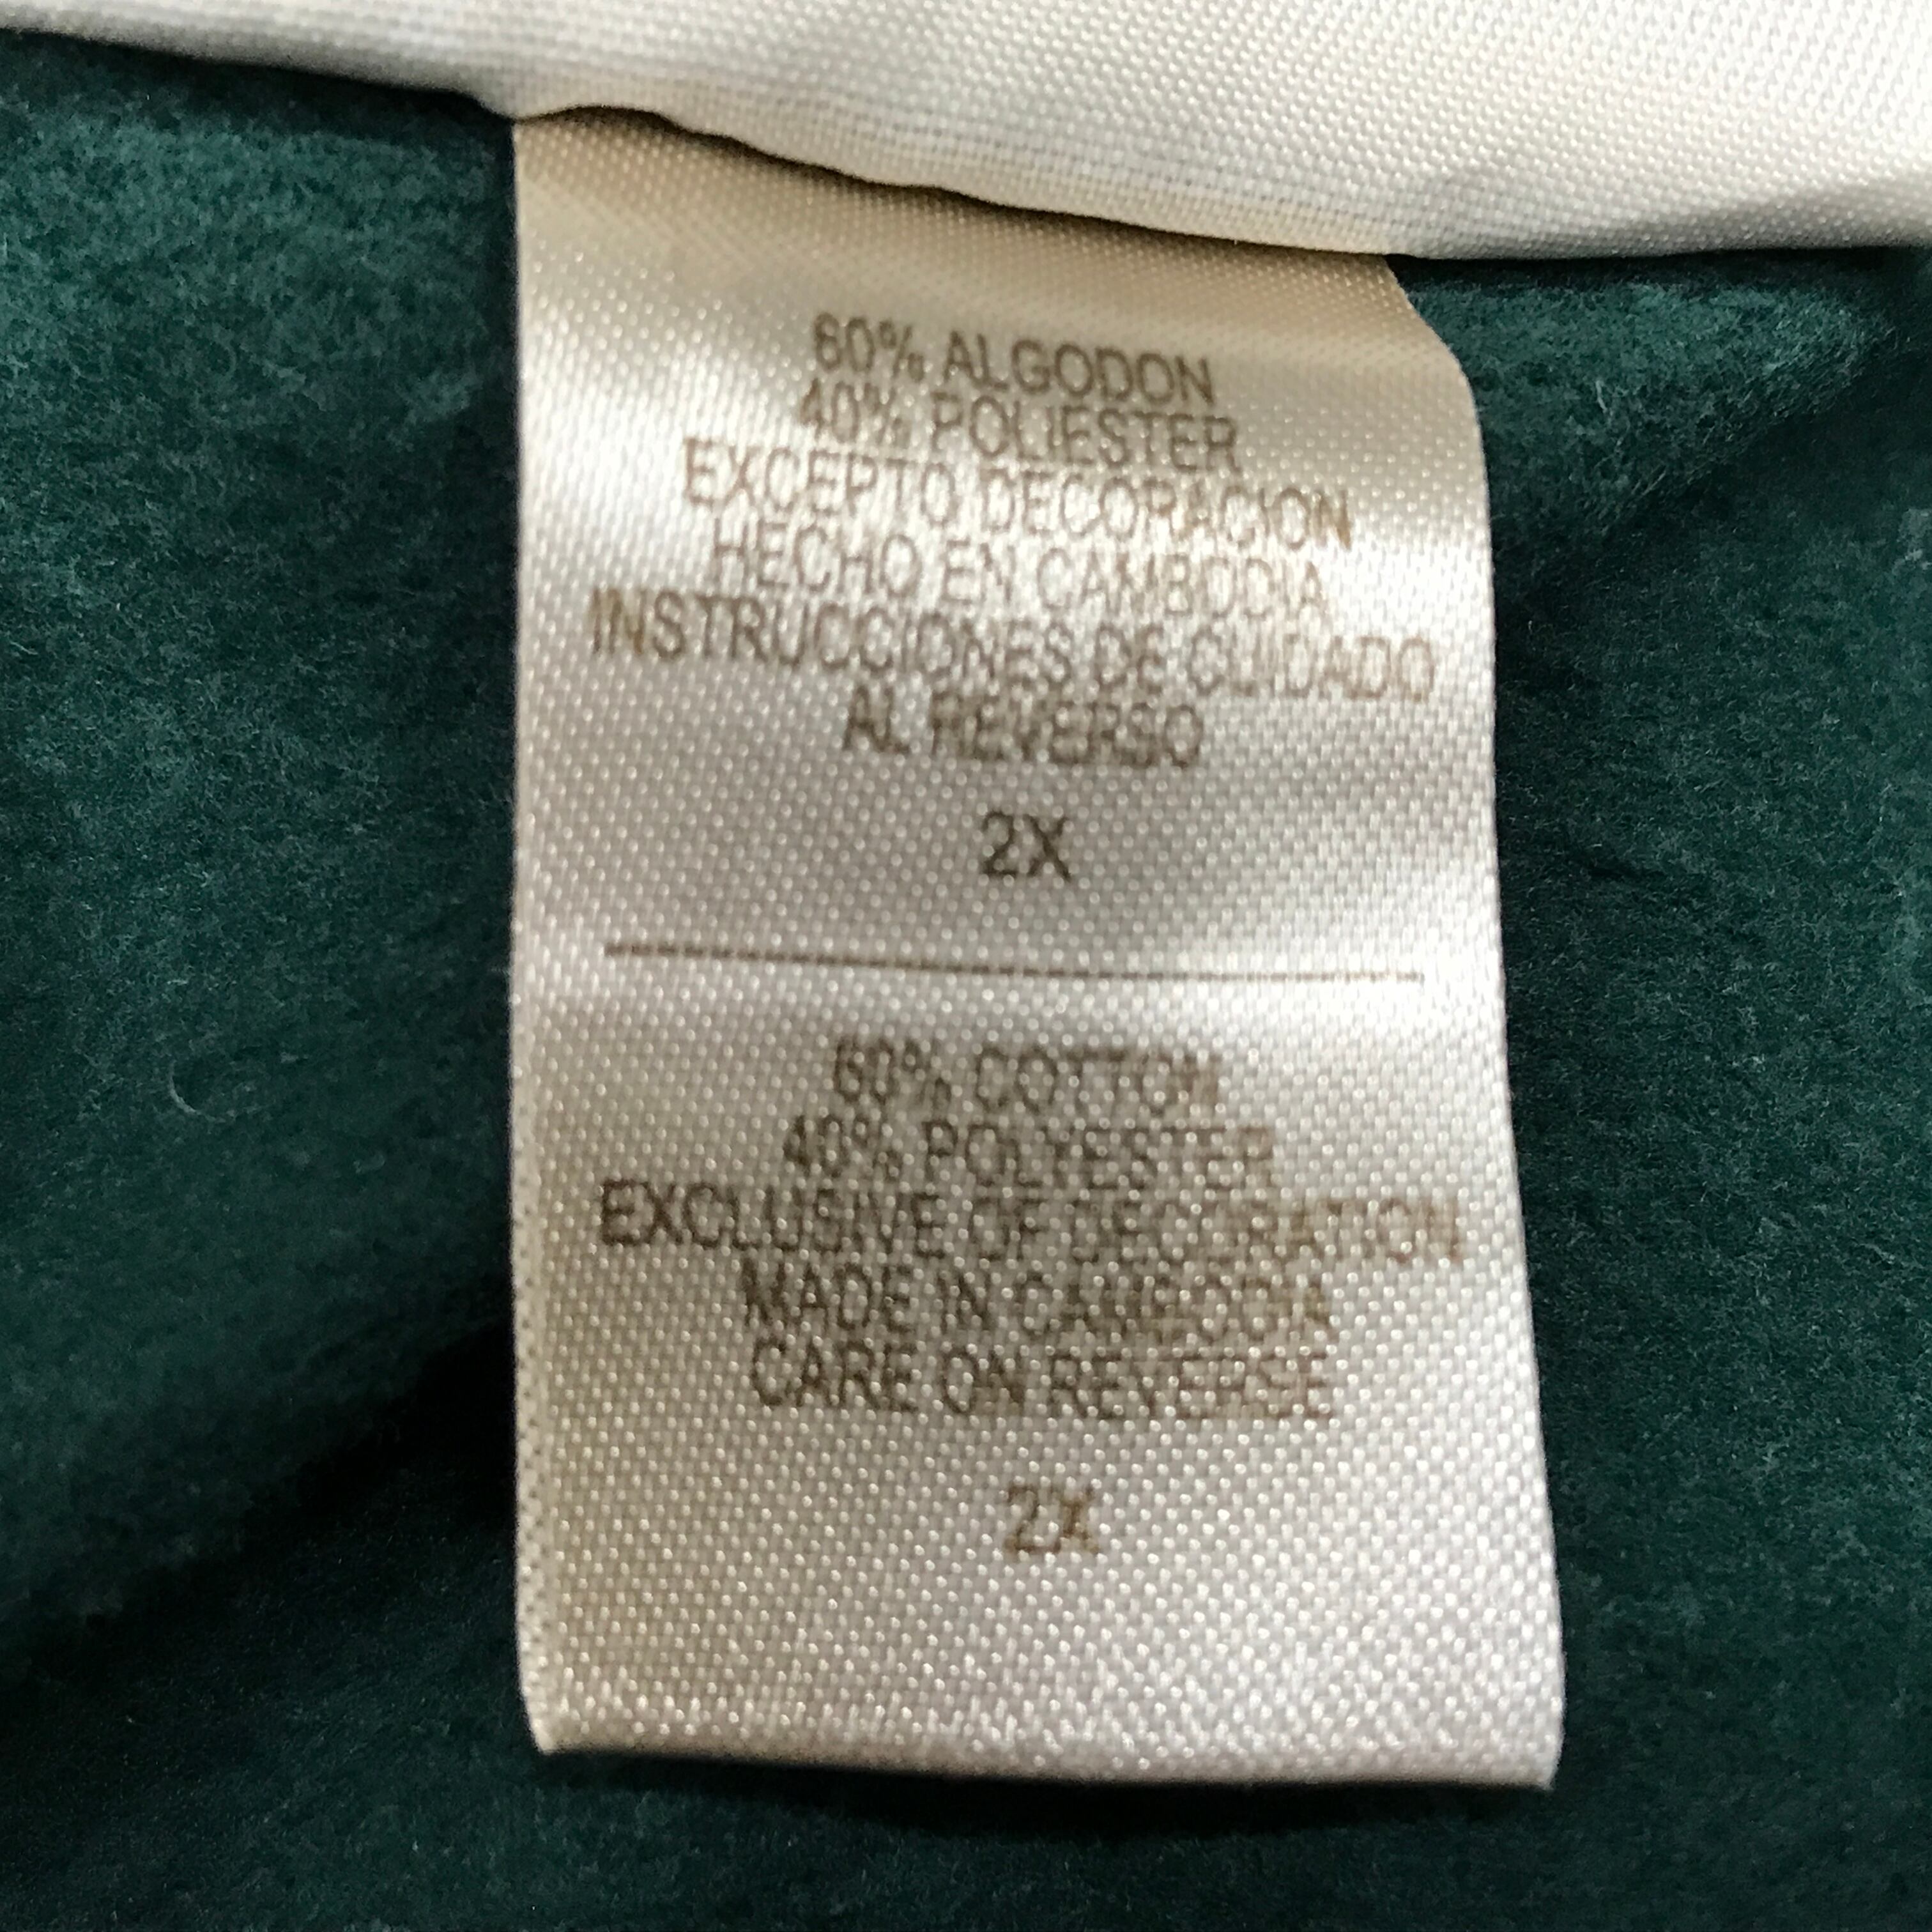 60% ALGODON
40% POLIESTER
EXCEPTO DECORACION
HECHO EN CAMBODIA
INSTRUCCIONES DE CUIDADO
AL REVERSO
2X
60% COTTON
40% POLYESTER
EXCLUSIVE OF DECORATION
MADE IN CAMBODIA
CARE ON REVERSE
2X